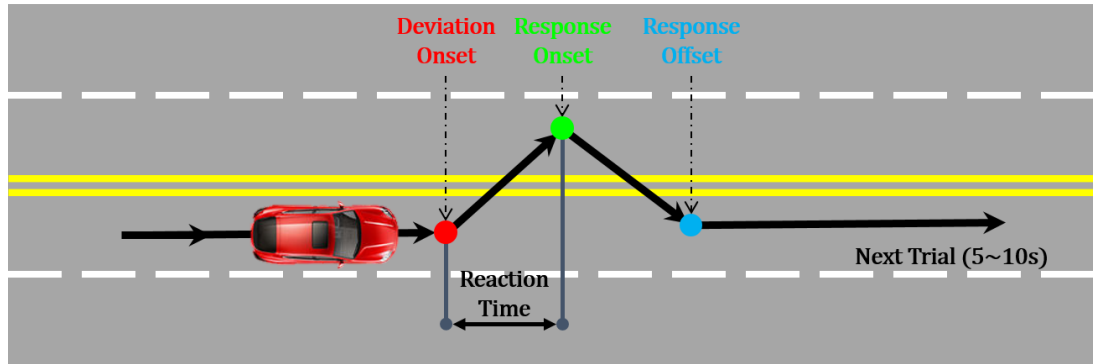 Deviation
Onset
Response
Onset
Response
Offset
Reaction
Time
Next Trial (5~10s)